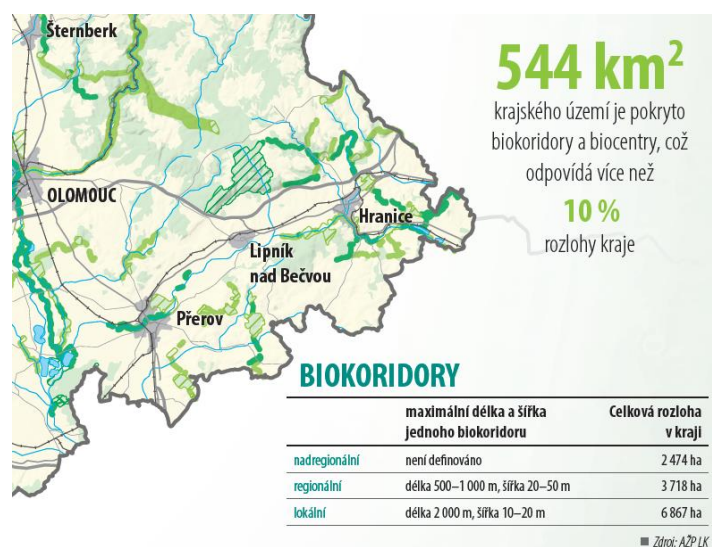 Šternberk
OLOMOUC
Hranice
Lipník
nad Bečvou
Přerov
544 km²
krajského území je pokryto
biokoridory a biocentry, což
odpovídá více než
10 %
rozlohy kraje
BIOKORIDORY
maximální délka a šířka
jednoho biokoridoru
Celková rozloha
v kraji
nadregionální není definováno 2 474 ha
regionální délka 500–1 000 m, šířka 20–50 m 3 718 ha
lokální délka 2 000 m, šířka 10–20 m 6 867 ha
■ Zdroj: AŽP LK